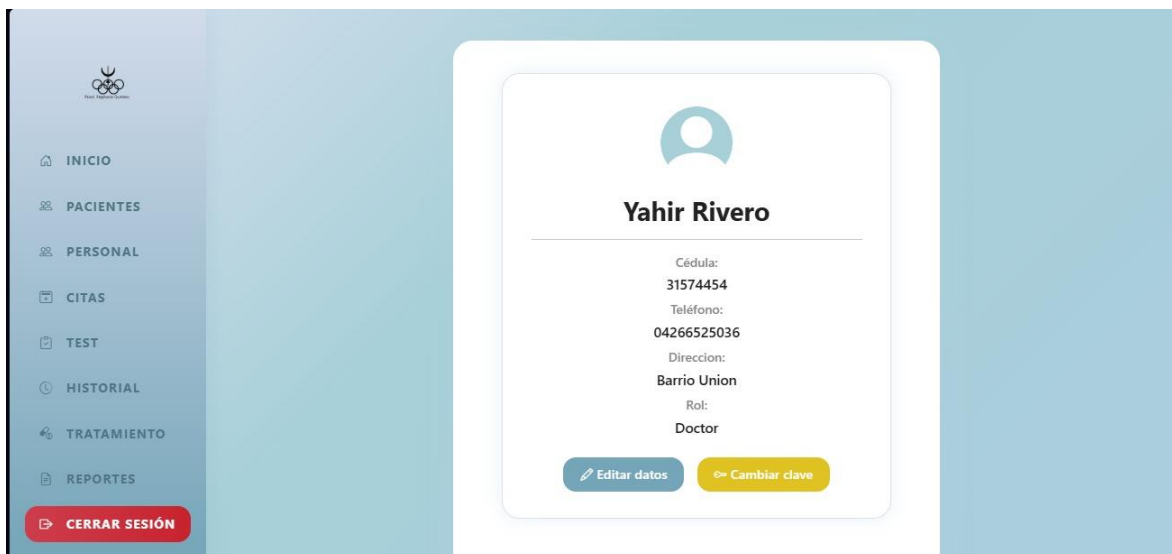 INICIO
PACIENTES
PERSONAL
CITAS
TEST
HISTORIAL
TRATAMIENTO
REPORTES
CERRAR SESIÓN
Yahir Rivero
Cédula:
31574454
Teléfono:
04266525036
Direccion:
Barrio Union
Rol:
Doctor
Editar datos
Cambiar clave